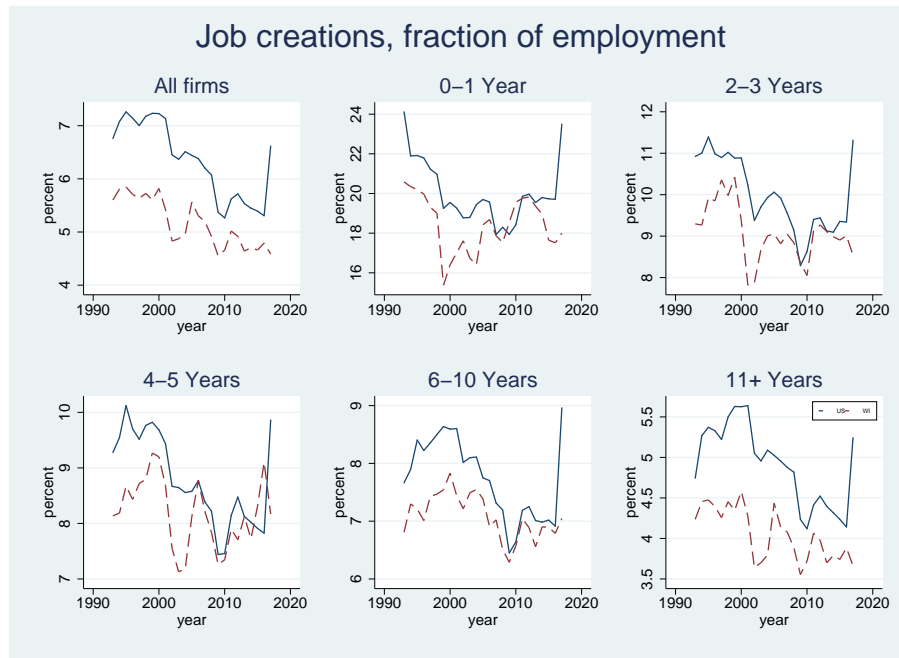 Job creations, fraction of employment
All firms
percent
7
6
5
4
1990 2000 2010 2020
year
0–1 Year
percent
24
22
20
18
16
1990 2000 2010 2020
year
2–3 Years
percent
12
11
10
9
8
1990 2000 2010 2020
year
4–5 Years
percent
10
9
8
7
1990 2000 2010 2020
year
6–10 Years
percent
9
8
7
6
1990 2000 2010 2020
year
11+ Years
US WI
percent
5.5
5
4.5
4
3.5
1990 2000 2010 2020
year